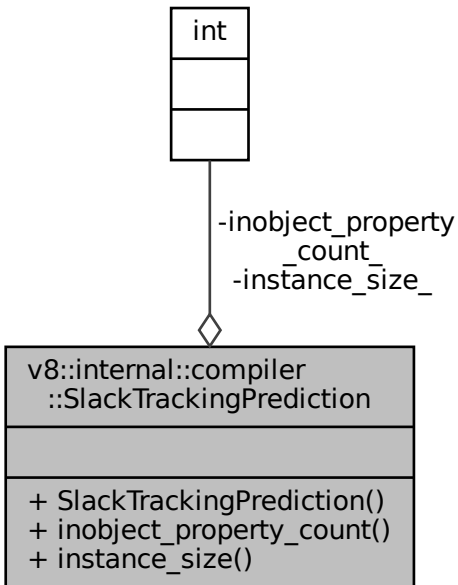 int
-inobject_property
_count_
-instance_size_
v8::internal::compiler
::SlackTrackingPrediction
+ SlackTrackingPrediction()
+ inobject_property_count()
+ instance_size()